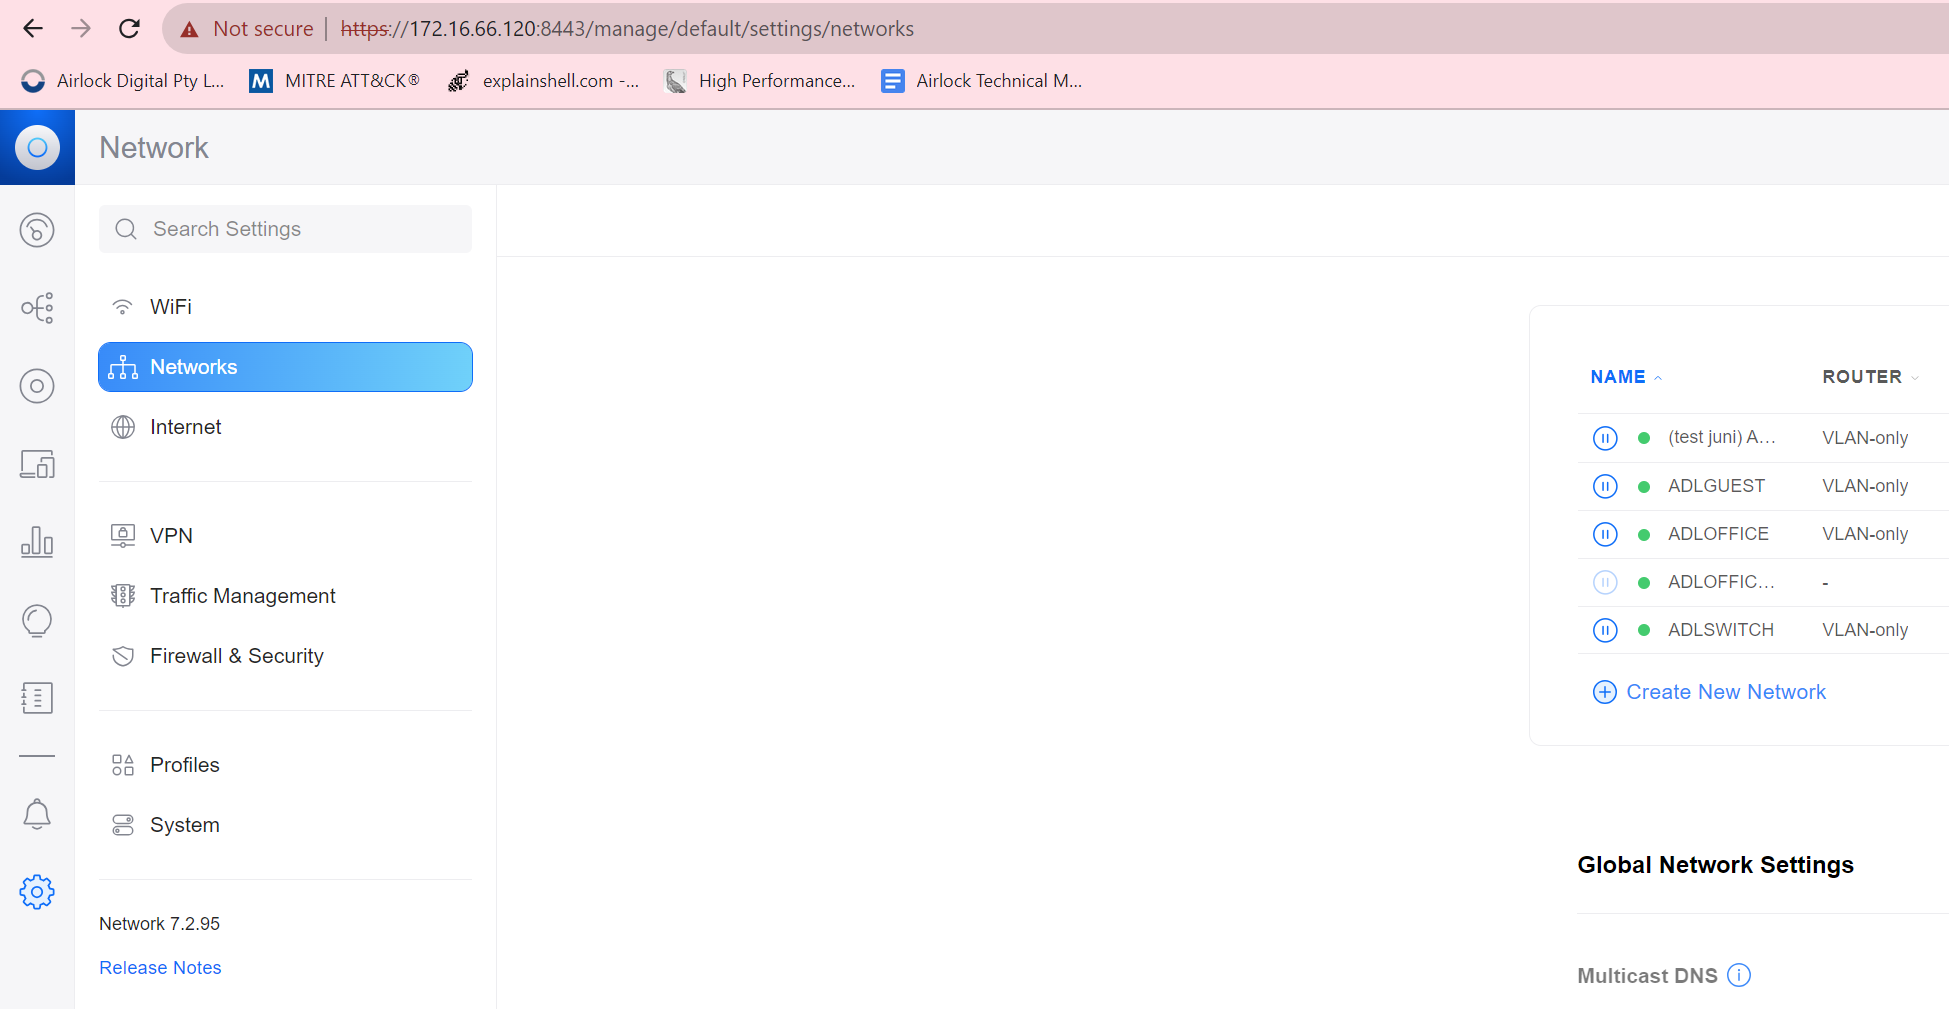 Not secure | https://172.16.66.120:8443/manage/default/settings/networks
Airlock Digital Pty L... MITRE ATT&CK® explainshell.com -... High Performance... Airlock Technical M...
Network
Search Settings
WiFi
Networks
Internet
VPN
Traffic Management
Firewall & Security
Profiles
System
Network 7.2.95
Release Notes
NAME ROUTER
(test juni) A... VLAN-only
ADLGUEST VLAN-only
ADLOFFICE VLAN-only
ADLOFFIC... -
ADLSWITCH VLAN-only
Create New Network
Global Network Settings
Multicast DNS